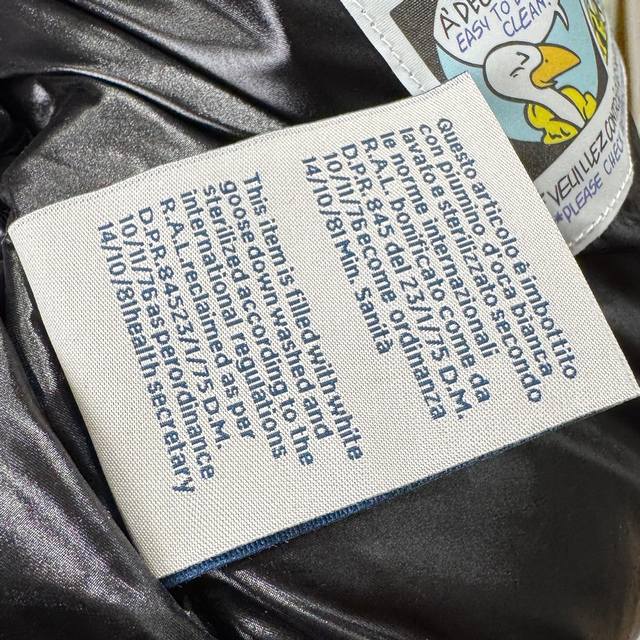 Questo articolo è imbottito
con piumino d'oca bianca
lavato e sterilizzato secondo
le norme internazionali
R.A.L. bonificato come da
D.P.R. 845 del 23/1/75 D.M.
10/11/76 e come ordinanza
14/10/81 Min. Sanità
This item is filled with white
goose down washed and
sterilized according to the
international regulations
R.A.L. reclaimed as per
D.P.R 845 23/1/75 D.M.
10/11/76 as per ordinance
14/10/81 health secretary
EASY TO
CLEAN!
VEUILLEZ
*PLEASE